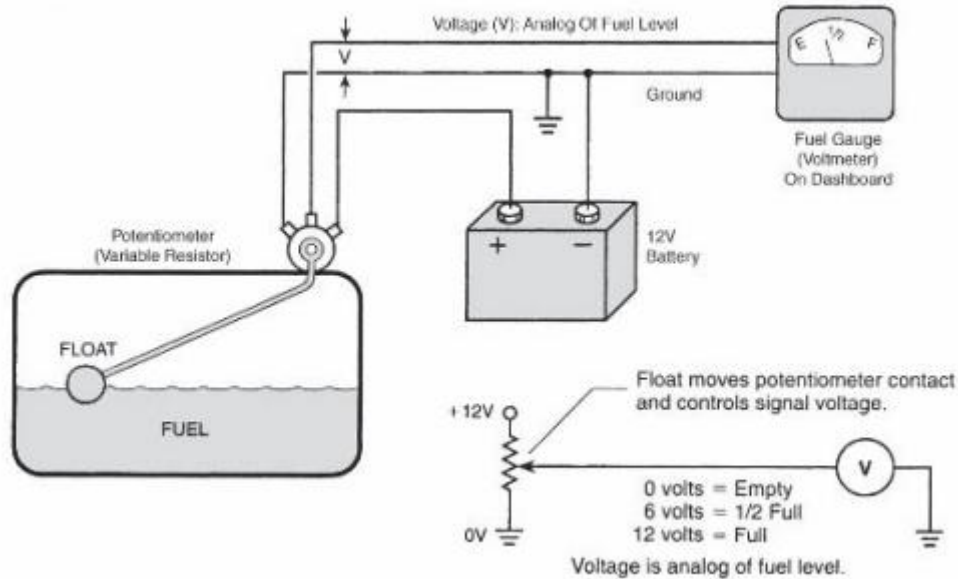 Voltage (V): Analog Of Fuel Level
V
E 1/2 F
Ground
Fuel Gauge
(Voltmeter)
On Dashboard
Potentiometer
(Variable Resistor)
+ −
12V
Battery
FLOAT
FUEL
Float moves potentiometer contact
and controls signal voltage.
+ 12V
V
0 volts = Empty
6 volts = 1/2 Full
12 volts = Full
0V
Voltage is analog of fuel level.